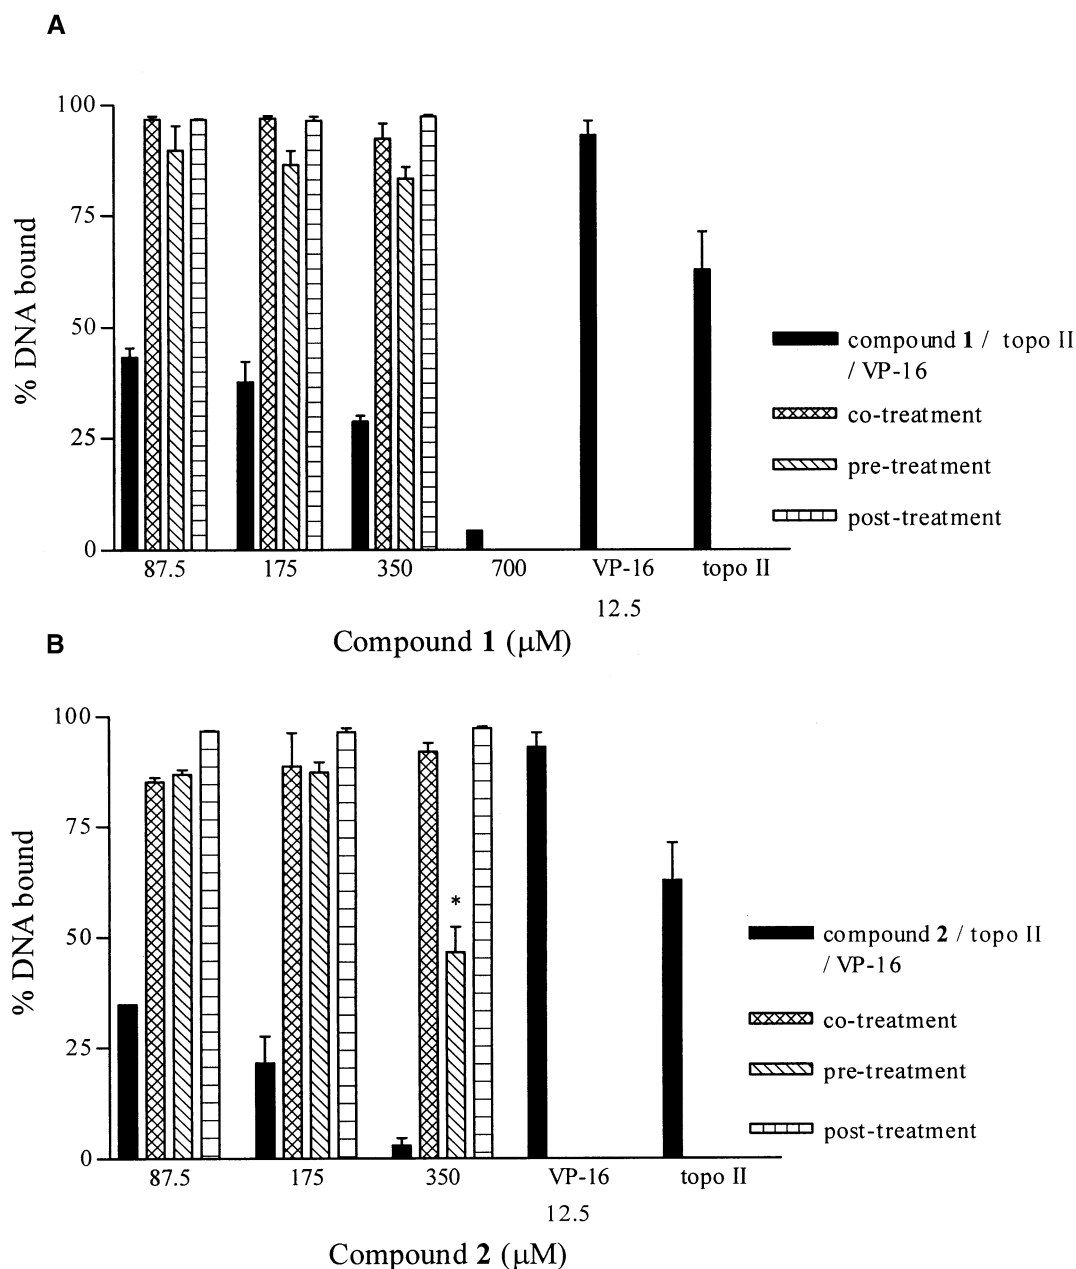 A
100
75
50
25
0
% DNA bound
87.5 175 350 700 VP-16 topo II
12.5
Compound 1 (µM)
compound 1 / topo II
/ VP-16
co-treatment
pre-treatment
post-treatment
B
100
75
50
25
0
% DNA bound
*
87.5 175 350 VP-16 topo II
12.5
Compound 2 (µM)
compound 2 / topo II
/ VP-16
co-treatment
pre-treatment
post-treatment